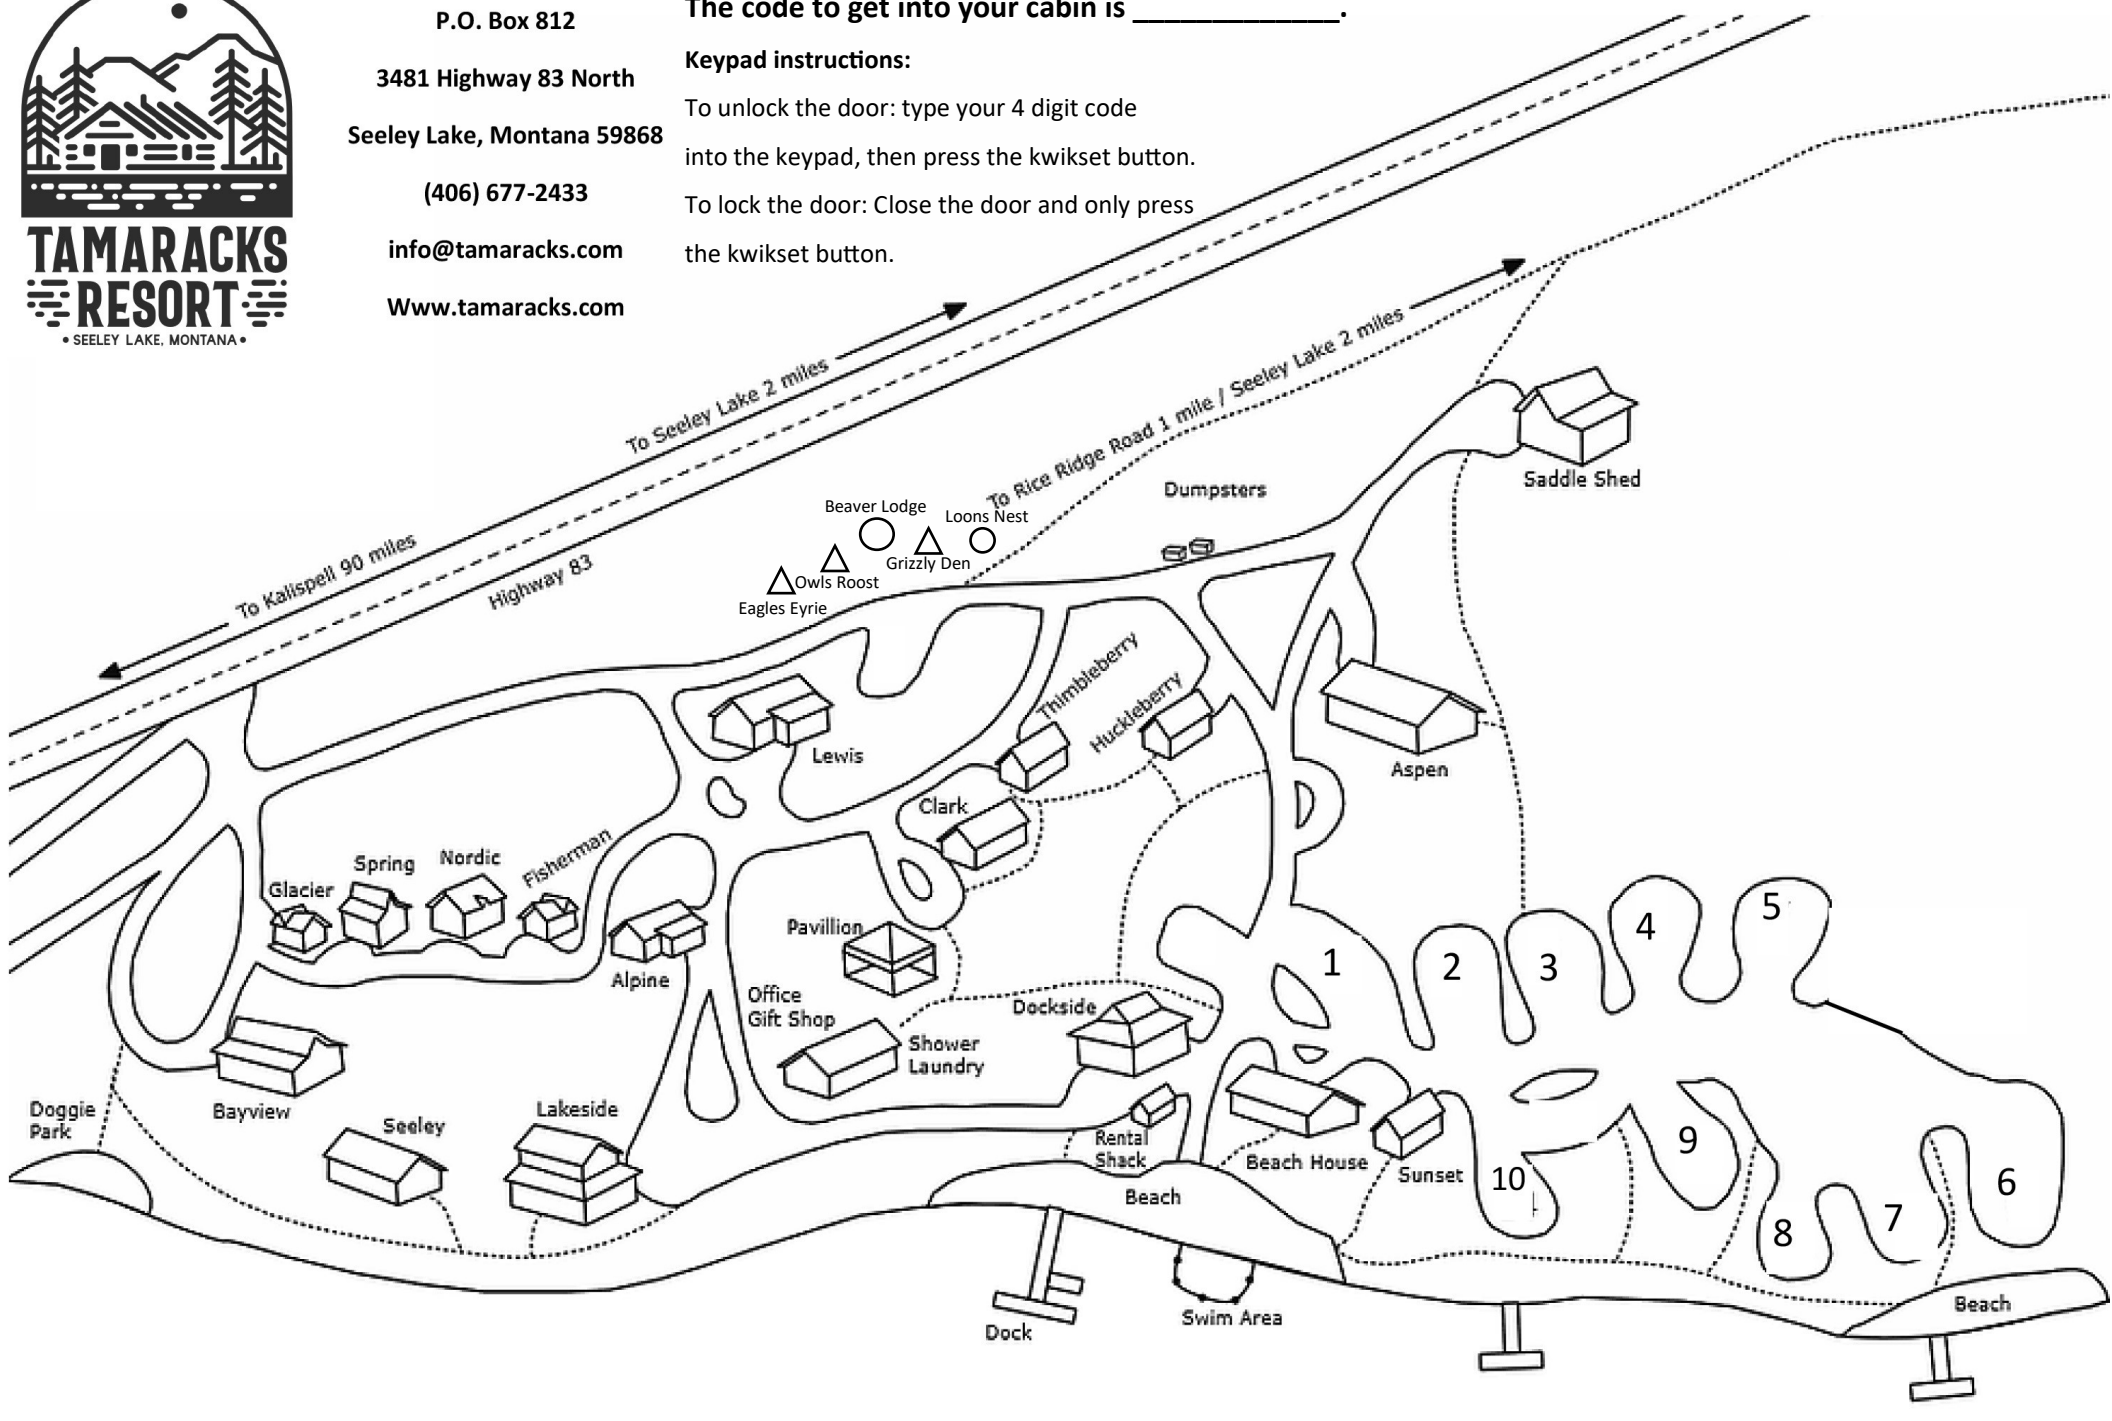 TAMARACKS
RESORT
• SEELEY LAKE, MONTANA •
P.O. Box 812
3481 Highway 83 North
Seeley Lake, Montana 59868
(406) 677-2433
info@tamaracks.com
Www.tamaracks.com
The code to get into your cabin is _______________.
Keypad instructions:
To unlock the door: type your 4 digit code
into the keypad, then press the kwikset button.
To lock the door: Close the door and only press
the kwikset button.
To Seeley Lake 2 miles
To Rice Ridge Road 1 mile / Seeley Lake 2 miles
To Kalispell 90 miles
Highway 83
Saddle Shed
Dumpsters
Beaver Lodge
Loons Nest
Grizzly Den
Owls Roost
Eagles Eyrie
Thimbleberry
Huckleberry
Lewis
Aspen
Clark
Glacier
Spring
Nordic
Fisherman
Alpine
Pavillion
Office
Gift Shop
Shower
Laundry
Dockside
1
2
3
4
5
Doggie
Park
Bayview
Seeley
Lakeside
Rental
Shack
Beach House
Sunset
10
9
8
7
6
Beach
Dock
Swim Area
Beach